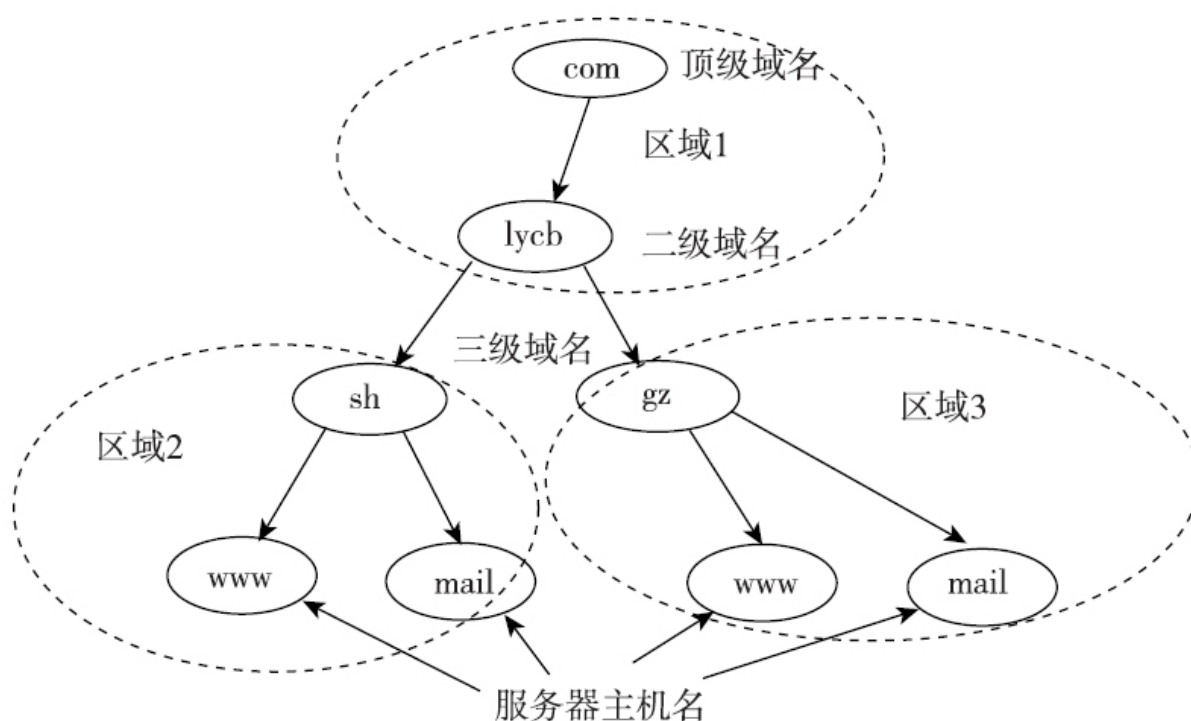 com 顶级域名
区域1
lycb 二级域名
三级域名
sh
gz
区域2
区域3
www
mail
www
mail
服务器主机名